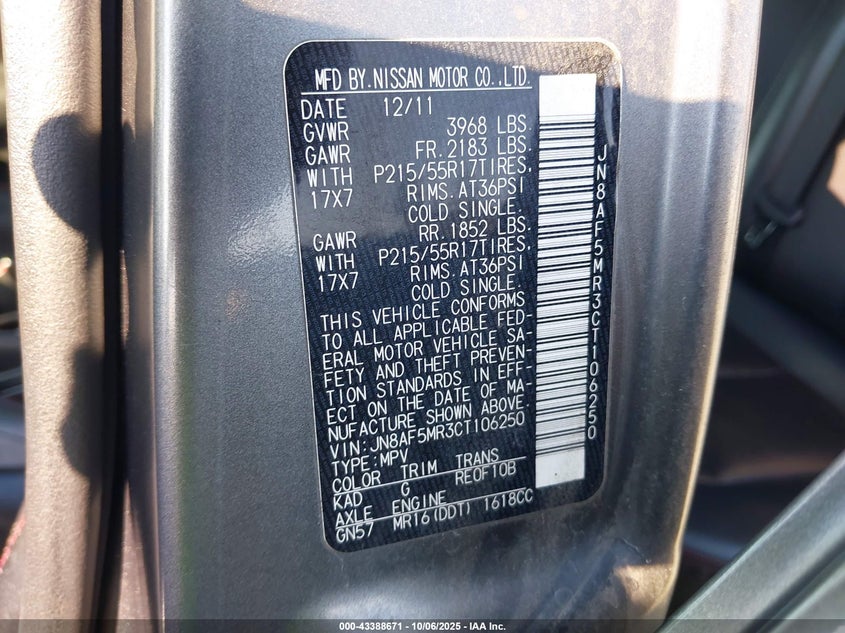 MFD BY.NISSAN MOTOR CO.,LTD.
DATE 12/11
GVWR 3968 LBS
GAWR FR.2183 LBS.
WITH P215/55R17TIRES,
17X7 RIMS.AT36PSI
COLD SINGLE.
GAWR RR.1852 LBS.
WITH P215/55R17TIRES,
17X7 RIMS.AT36PSI
COLD SINGLE.
THIS VEHICLE CONFORMS
TO ALL APPLICABLE FED-
ERAL MOTOR VEHICLE SA-
FETY AND THEFT PREVEN-
TION STANDARDS IN EFF-
ECT ON THE DATE OF MA-
NUFACTURE SHOWN ABOVE
VIN:JN8AF5MR3CT106250
TYPE:MPV
COLOR TRIM TRANS
KAD G RE0F10B
AXLE ENGINE
GN57 MR16(DDT) 1618CC
JN8AF5MR3CT106250
000-43388671 - 10/06/2025 - IAA Inc.